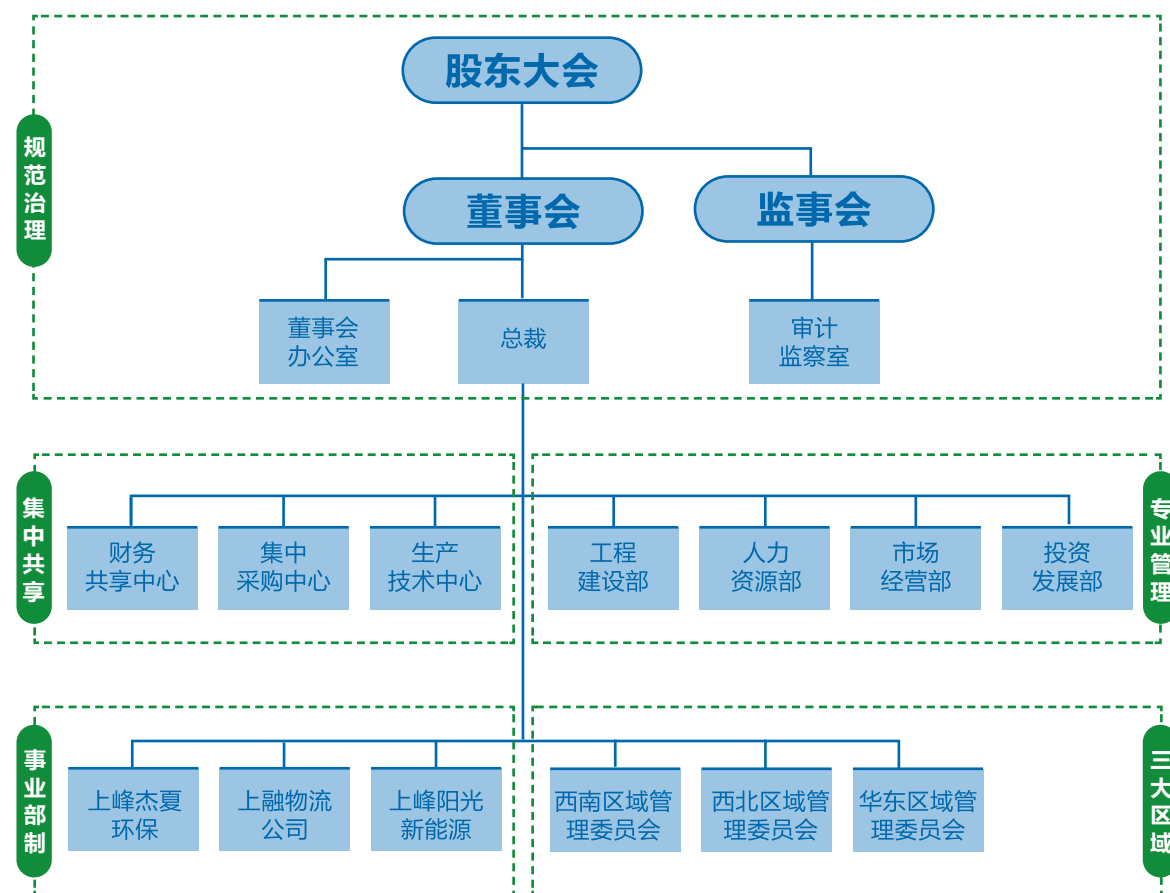 股东大会
规范治理
董事会
监事会
董事会
办公室
总裁
审计
监察室
集中共享
财务
共享中心
集中
采购中心
生产
技术中心
工程
建设部
人力
资源部
市场
经营部
投资
发展部
专业管理
事业部制
上峰杰夏
环保
上融物流
公司
上峰阳光
新能源
西南区域管
理委员会
西北区域管
理委员会
华东区域管
理委员会
三大区域